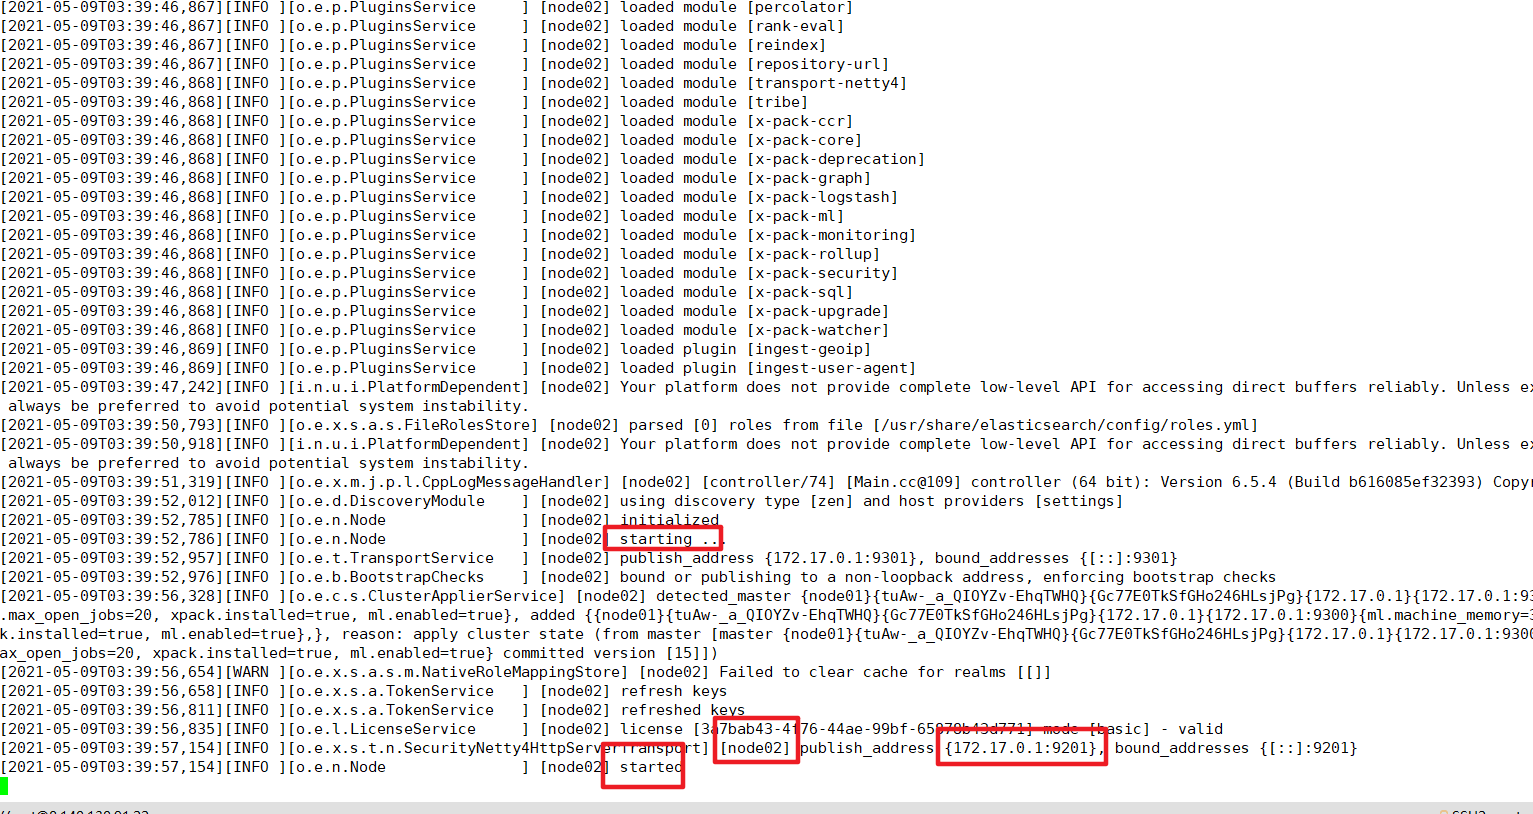 [2021-05-09T03:39:46,867][INFO ][o.e.p.PluginsService     ] [node02] loaded module [percolator]
[2021-05-09T03:39:46,867][INFO ][o.e.p.PluginsService     ] [node02] loaded module [rank-eval]
[2021-05-09T03:39:46,867][INFO ][o.e.p.PluginsService     ] [node02] loaded module [reindex]
[2021-05-09T03:39:46,867][INFO ][o.e.p.PluginsService     ] [node02] loaded module [repository-url]
[2021-05-09T03:39:46,868][INFO ][o.e.p.PluginsService     ] [node02] loaded module [transport-netty4]
[2021-05-09T03:39:46,868][INFO ][o.e.p.PluginsService     ] [node02] loaded module [tribe]
[2021-05-09T03:39:46,868][INFO ][o.e.p.PluginsService     ] [node02] loaded module [x-pack-ccr]
[2021-05-09T03:39:46,868][INFO ][o.e.p.PluginsService     ] [node02] loaded module [x-pack-core]
[2021-05-09T03:39:46,868][INFO ][o.e.p.PluginsService     ] [node02] loaded module [x-pack-deprecation]
[2021-05-09T03:39:46,868][INFO ][o.e.p.PluginsService     ] [node02] loaded module [x-pack-graph]
[2021-05-09T03:39:46,868][INFO ][o.e.p.PluginsService     ] [node02] loaded module [x-pack-logstash]
[2021-05-09T03:39:46,868][INFO ][o.e.p.PluginsService     ] [node02] loaded module [x-pack-ml]
[2021-05-09T03:39:46,868][INFO ][o.e.p.PluginsService     ] [node02] loaded module [x-pack-monitoring]
[2021-05-09T03:39:46,868][INFO ][o.e.p.PluginsService     ] [node02] loaded module [x-pack-rollup]
[2021-05-09T03:39:46,868][INFO ][o.e.p.PluginsService     ] [node02] loaded module [x-pack-security]
[2021-05-09T03:39:46,868][INFO ][o.e.p.PluginsService     ] [node02] loaded module [x-pack-sql]
[2021-05-09T03:39:46,868][INFO ][o.e.p.PluginsService     ] [node02] loaded module [x-pack-upgrade]
[2021-05-09T03:39:46,868][INFO ][o.e.p.PluginsService     ] [node02] loaded module [x-pack-watcher]
[2021-05-09T03:39:46,869][INFO ][o.e.p.PluginsService     ] [node02] loaded plugin [ingest-geoip]
[2021-05-09T03:39:46,869][INFO ][o.e.p.PluginsService     ] [node02] loaded plugin [ingest-user-agent]
[2021-05-09T03:39:47,242][INFO ][i.n.u.i.PlatformDependent] [node02] Your platform does not provide complete low-level API for accessing direct buffers reliably. Unless ex
always be preferred to avoid potential system instability.
[2021-05-09T03:39:50,793][INFO ][o.e.x.s.a.s.FileRolesStore] [node02] parsed [0] roles from file [/usr/share/elasticsearch/config/roles.yml]
[2021-05-09T03:39:50,918][INFO ][i.n.u.i.PlatformDependent] [node02] Your platform does not provide complete low-level API for accessing direct buffers reliably. Unless ex
always be preferred to avoid potential system instability.
[2021-05-09T03:39:51,319][INFO ][o.e.x.m.j.p.l.CppLogMessageHandler] [node02] [controller/74] [Main.cc@109] controller (64 bit): Version 6.5.4 (Build b616085ef32393) Copyr
[2021-05-09T03:39:52,012][INFO ][o.e.d.DiscoveryModule    ] [node02] using discovery type [zen] and host providers [settings]
[2021-05-09T03:39:52,785][INFO ][o.e.n.Node               ] [node02] initialized
[2021-05-09T03:39:52,786][INFO ][o.e.n.Node               ] [node02] starting ...
[2021-05-09T03:39:52,957][INFO ][o.e.t.TransportService   ] [node02] publish_address {172.17.0.1:9301}, bound_addresses {[::]:9301}
[2021-05-09T03:39:52,976][INFO ][o.e.b.BootstrapChecks    ] [node02] bound or publishing to a non-loopback address, enforcing bootstrap checks
[2021-05-09T03:39:56,328][INFO ][o.e.c.s.ClusterApplierService] [node02] detected_master {node01}{tuAw-_a_QIOYZv-EhqTWHQ}{Gc77E0TkSfGHo246HLsjPg}{172.17.0.1}{172.17.0.1:93
.max_open_jobs=20, xpack.installed=true, ml.enabled=true}, added {{node01}{tuAw-_a_QIOYZv-EhqTWHQ}{Gc77E0TkSfGHo246HLsjPg}{172.17.0.1}{172.17.0.1:9300}{ml.machine_memory=3
k.installed=true, ml.enabled=true},}, reason: apply cluster state (from master [master {node01}{tuAw-_a_QIOYZv-EhqTWHQ}{Gc77E0TkSfGHo246HLsjPg}{172.17.0.1}{172.17.0.1:9300
ax_open_jobs=20, xpack.installed=true, ml.enabled=true} committed version [15]])
[2021-05-09T03:39:56,654][WARN ][o.e.x.s.a.s.m.NativeRoleMappingStore] [node02] Failed to clear cache for realms [[]]
[2021-05-09T03:39:56,658][INFO ][o.e.x.s.a.TokenService   ] [node02] refresh keys
[2021-05-09T03:39:56,811][INFO ][o.e.x.s.a.TokenService   ] [node02] refreshed keys
[2021-05-09T03:39:56,835][INFO ][o.e.l.LicenseService     ] [node02] license [3a7bab43-4f76-44ae-99bf-65878b43d771] mode [basic] - valid
[2021-05-09T03:39:57,154][INFO ][o.e.x.s.t.n.SecurityNetty4HttpServerTransport] [node02] publish_address {172.17.0.1:9201}, bound_addresses {[::]:9201}
[2021-05-09T03:39:57,154][INFO ][o.e.n.Node               ] [node02] started